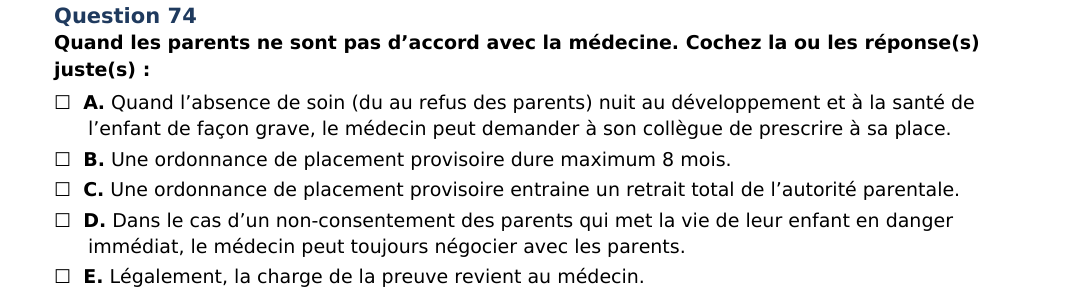 Question 74
Quand les parents ne sont pas d’accord avec la médecine. Cochez la ou les réponse(s)
juste(s) :
☐ A. Quand l’absence de soin (du au refus des parents) nuit au développement et à la santé de
l’enfant de façon grave, le médecin peut demander à son collègue de prescrire à sa place.
☐ B. Une ordonnance de placement provisoire dure maximum 8 mois.
☐ C. Une ordonnance de placement provisoire entraine un retrait total de l’autorité parentale.
☐ D. Dans le cas d’un non-consentement des parents qui met la vie de leur enfant en danger
immédiat, le médecin peut toujours négocier avec les parents.
☐ E. Légalement, la charge de la preuve revient au médecin.